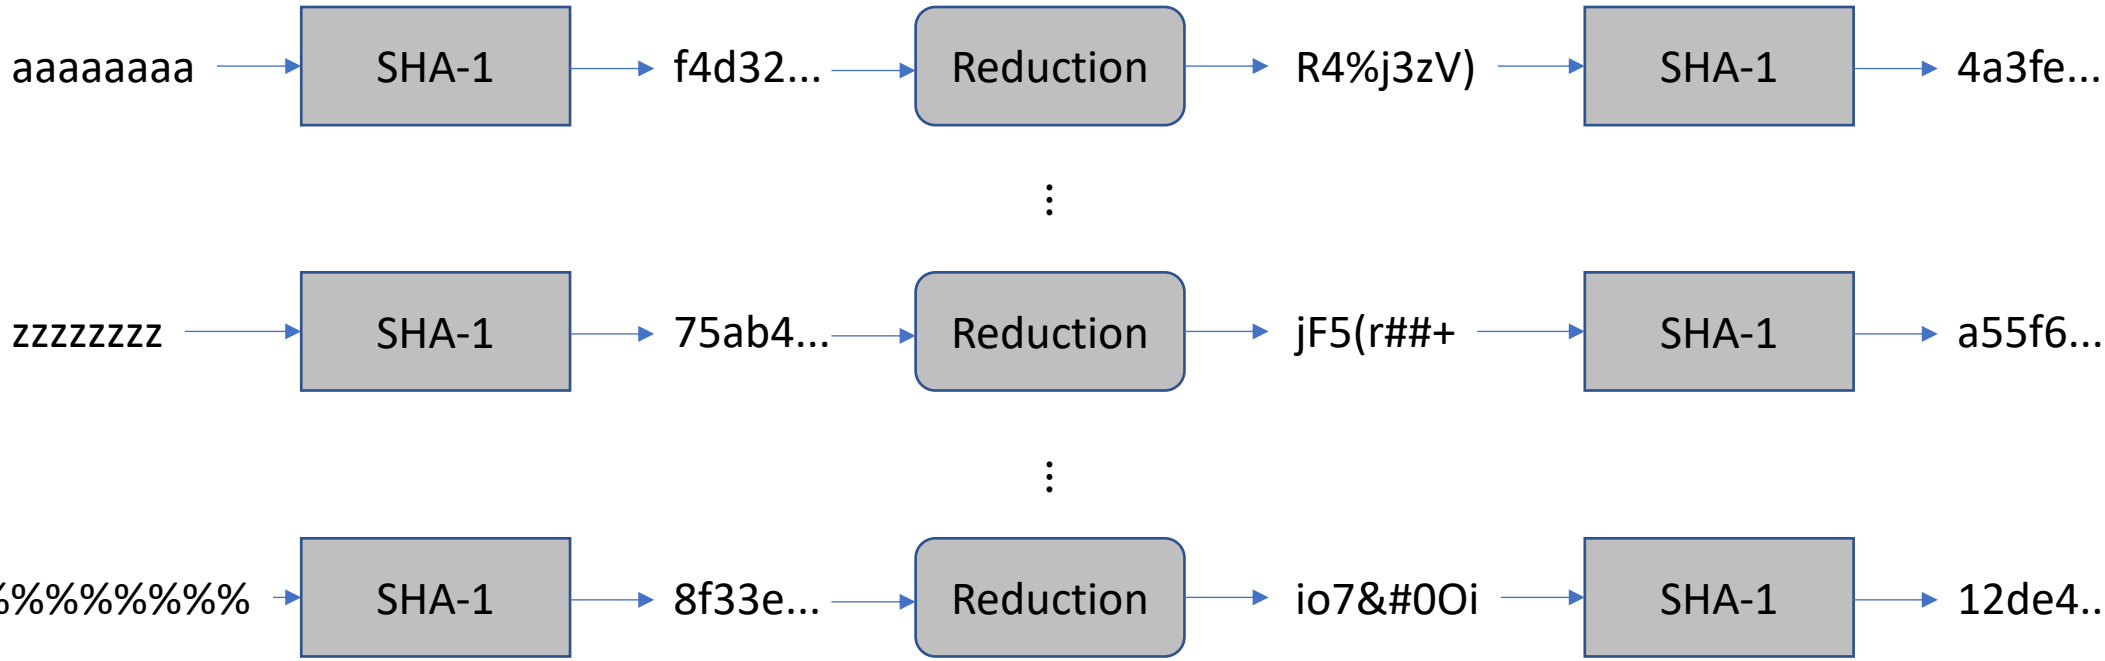 aaaaaaaa SHA-1 f4d32... Reduction R4%j3zV) SHA-1 4a3fe...
⋮
zzzzzzzz SHA-1 75ab4... Reduction jF5(r##+ SHA-1 a55f6...
⋮
%%%%%%%% SHA-1 8f33e... Reduction io7&#0Oi SHA-1 12de4..